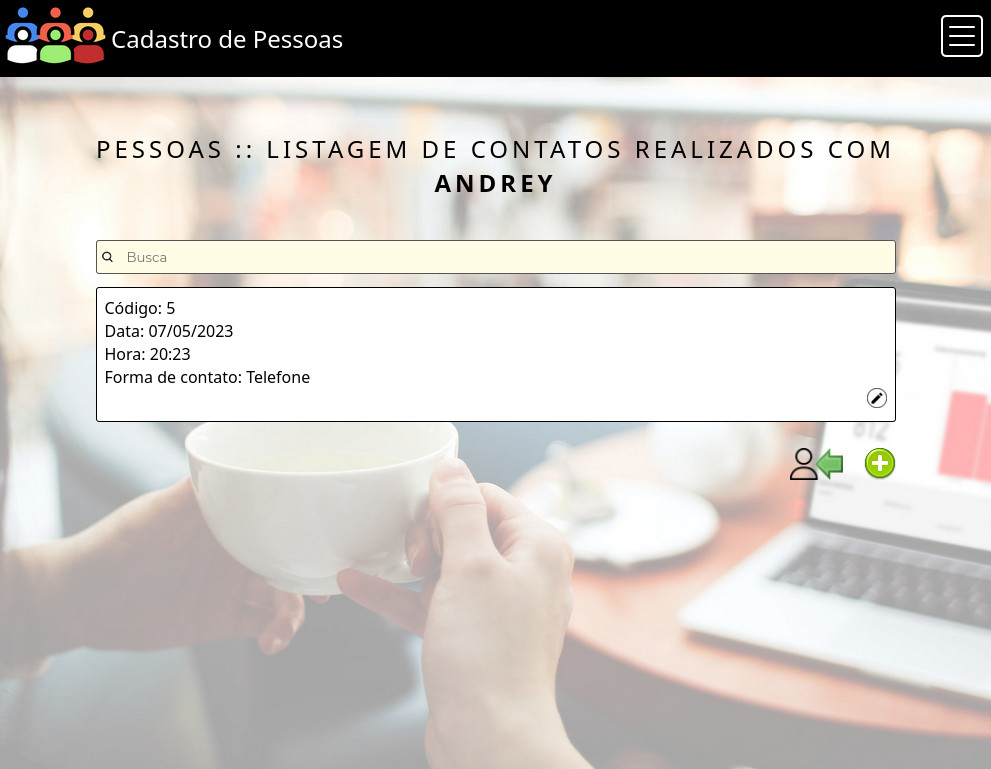 Cadastro de Pessoas
PESSOAS :: LISTAGEM DE CONTATOS REALIZADOS COM
ANDREY
Busca
Código: 5
Data: 07/05/2023
Hora: 20:23
Forma de contato: Telefone